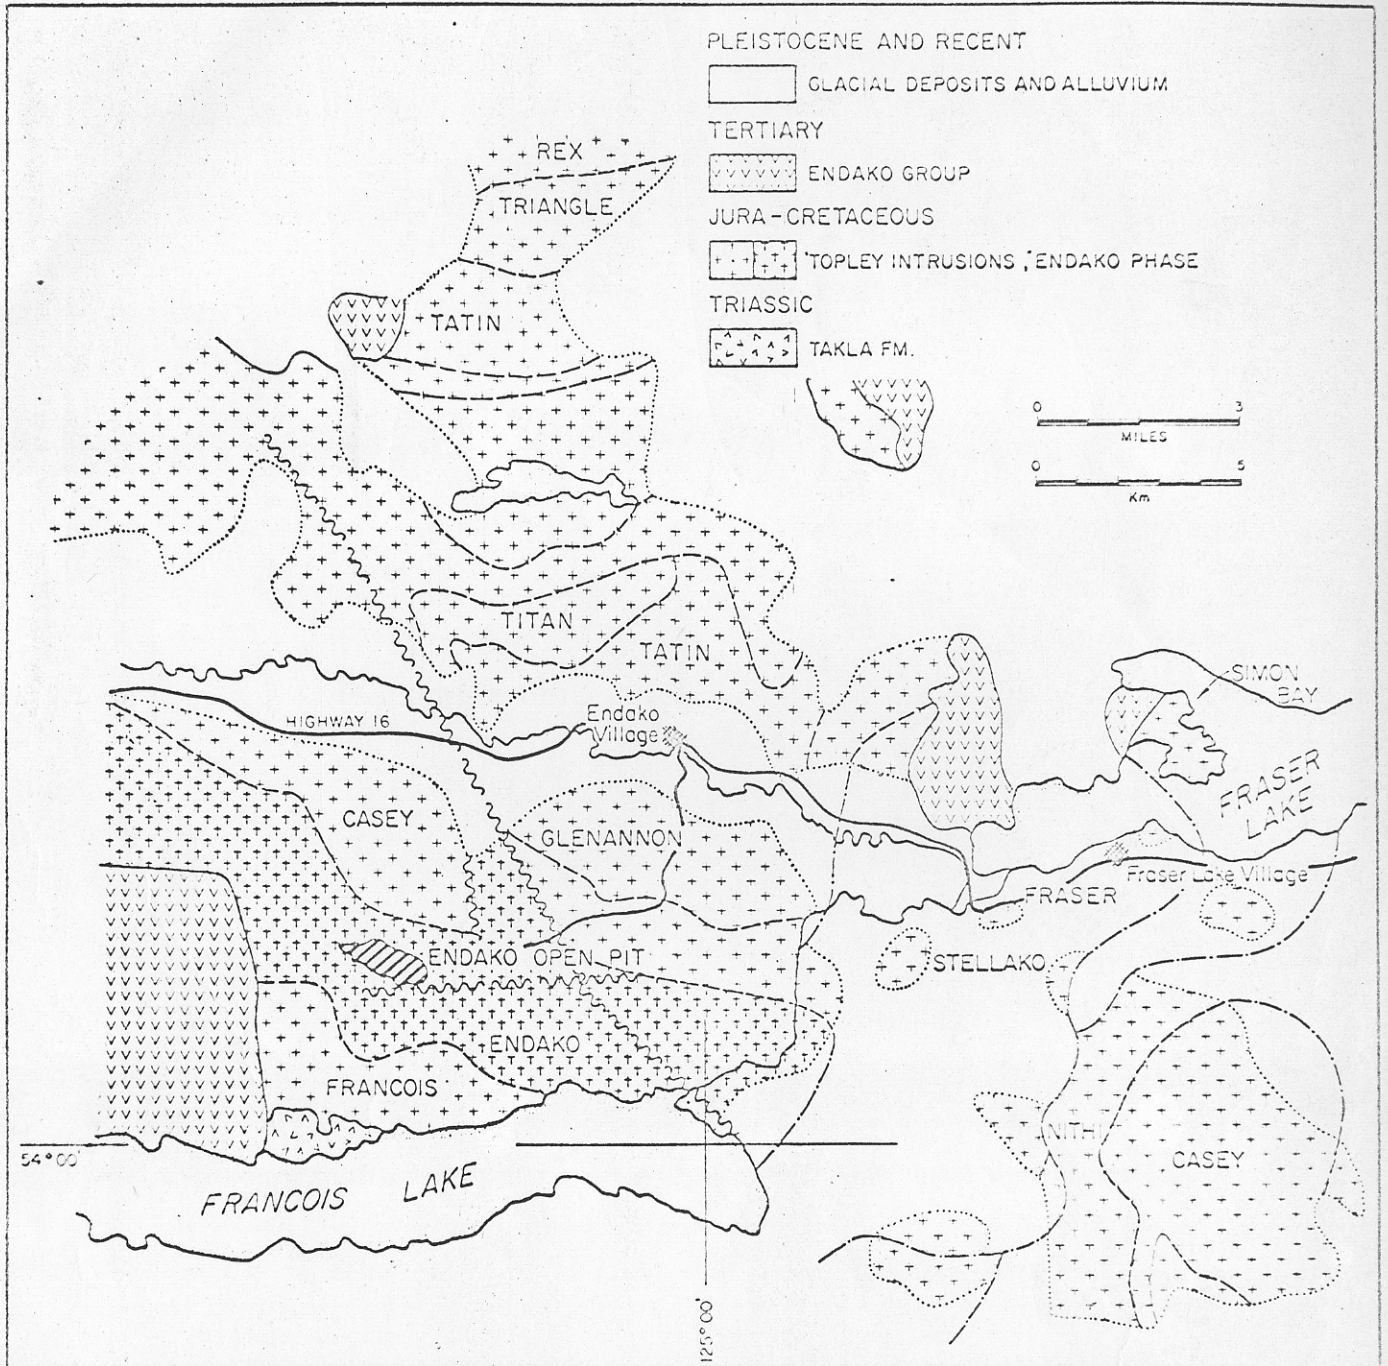 PLEISTOCENE AND RECENT
GLACIAL DEPOSITS AND ALLUVIUM
TERTIARY
ENDAKO GROUP
JURA-CRETACEOUS
'TOPLEY INTRUSIONS', ENDAKO PHASE
TRIASSIC
TAKLA FM.
0 3
MILES
0 5
Km
REX
TRIANGLE
TATIN
TITAN
TATIN
SIMON
BAY
HIGHWAY 16
Endako
Village
FRASER
LAKE
CASEY
GLENANNON
Fraser Lake Village
FRASER
ENDAKO OPEN PIT
STELLAKO
ENDAKO
FRANCOIS
NITHI
CASEY
54°00'
FRANCOIS LAKE
125°00'